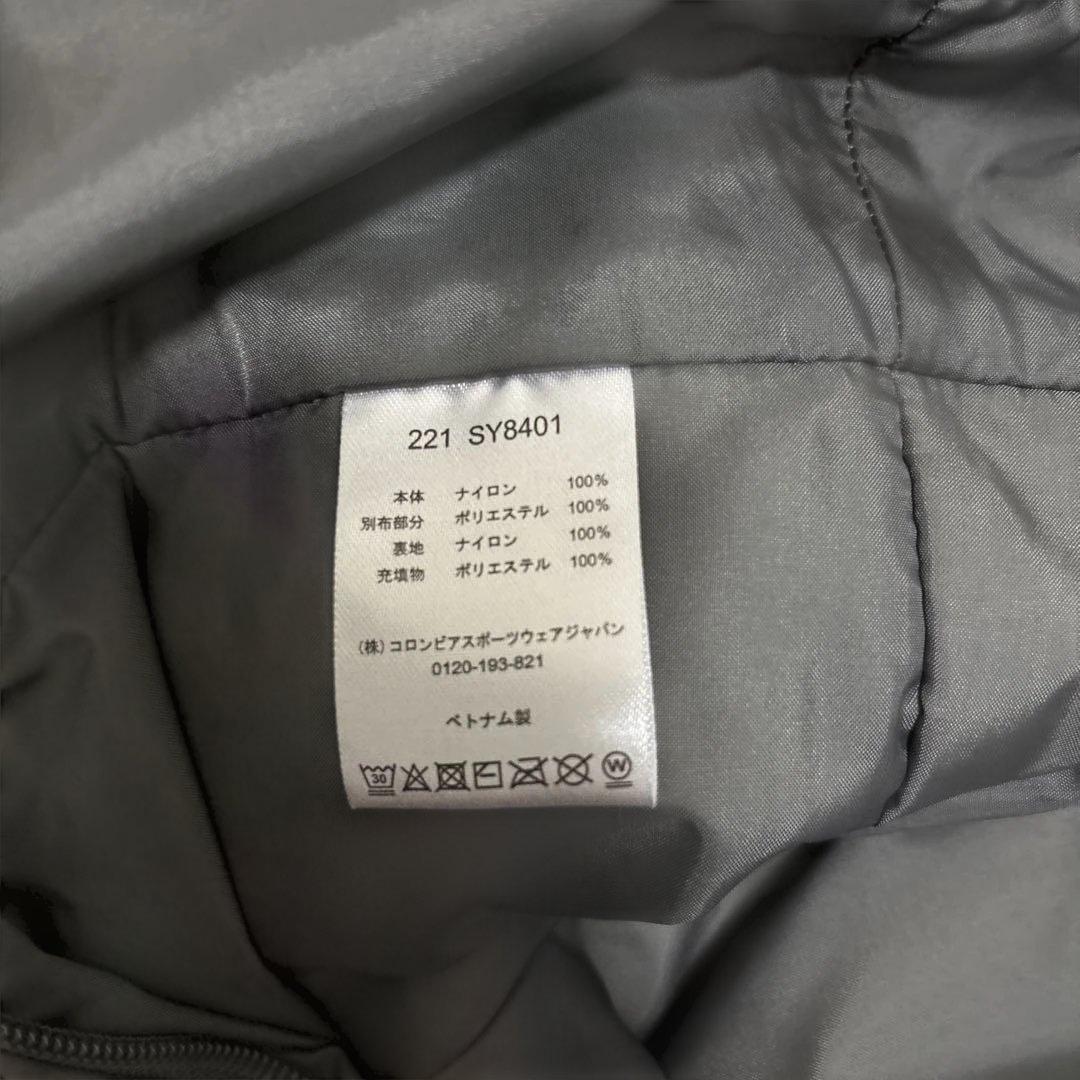 221 SY8401
本体 ナイロン 100%
別布部分 ポリエステル 100%
裏地 ナイロン 100%
充填物 ポリエステル 100%
(株)コロンビアスポーツウェアジャパン
0120-193-821
ベトナム製
30 W